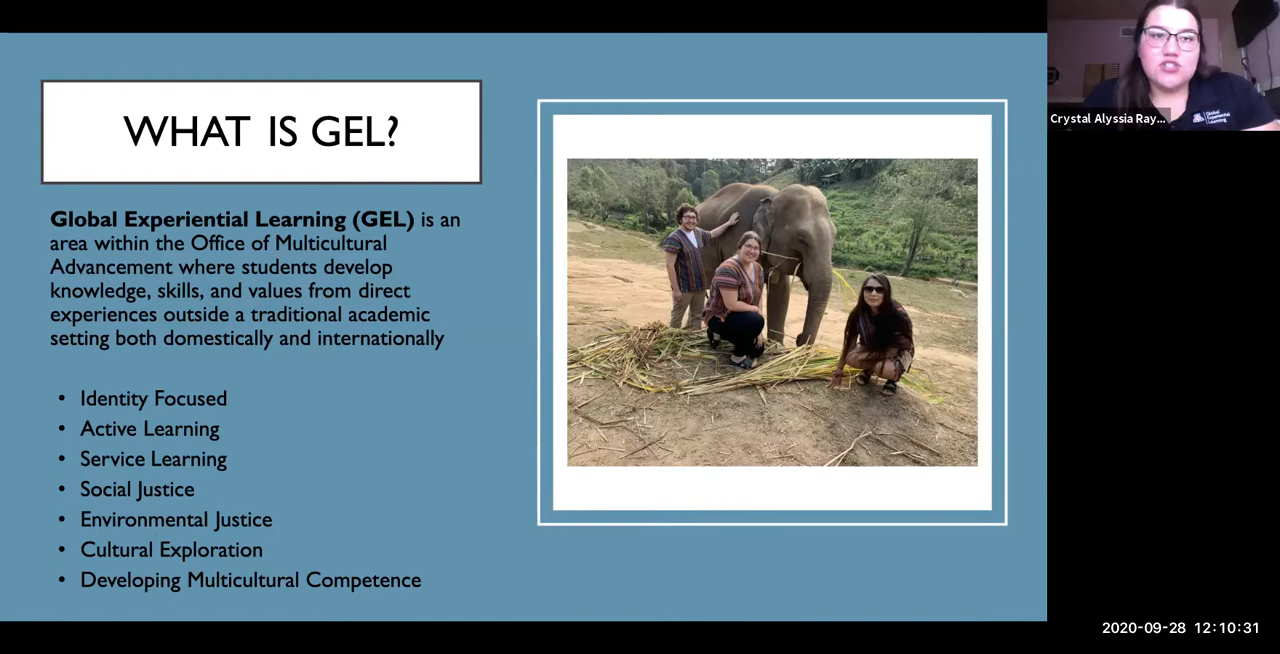 WHAT IS GEL?
Global Experiential Learning (GEL) is an
area within the Office of Multicultural
Advancement where students develop
knowledge, skills, and values from direct
experiences outside a traditional academic
setting both domestically and internationally
• Identity Focused
• Active Learning
• Service Learning
• Social Justice
• Environmental Justice
• Cultural Exploration
• Developing Multicultural Competence
Global
Experiential
Learning
Crystal Alyssia Ray...
2020-09-28 12:10:31